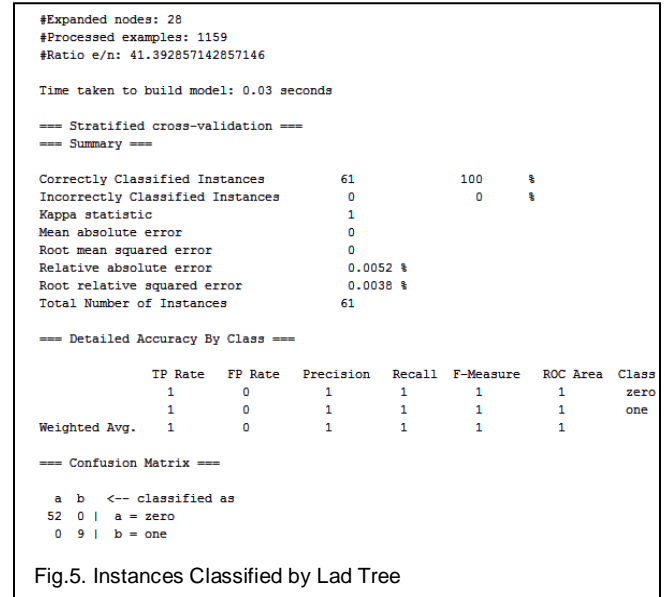 #Expanded nodes: 28
#Processed examples: 1159
#Ratio e/n: 41.392857142857146
Time taken to build model: 0.03 seconds
=== Stratified cross-validation ===
=== Summary ===
Correctly Classified Instances 61 100 %
Incorrectly Classified Instances 0 0 %
Kappa statistic 1
Mean absolute error 0
Root mean squared error 0
Relative absolute error 0.0052 %
Root relative squared error 0.0038 %
Total Number of Instances 61
=== Detailed Accuracy By Class ===
TP Rate FP Rate Precision Recall F-Measure ROC Area Class
1 0 1 1 1 1 zero
1 0 1 1 1 1 one
Weighted Avg. 1 0 1 1 1 1
=== Confusion Matrix ===
a b <-- classified as
52 0 | a = zero
0 9 | b = one
Fig.5. Instances Classified by Lad Tree